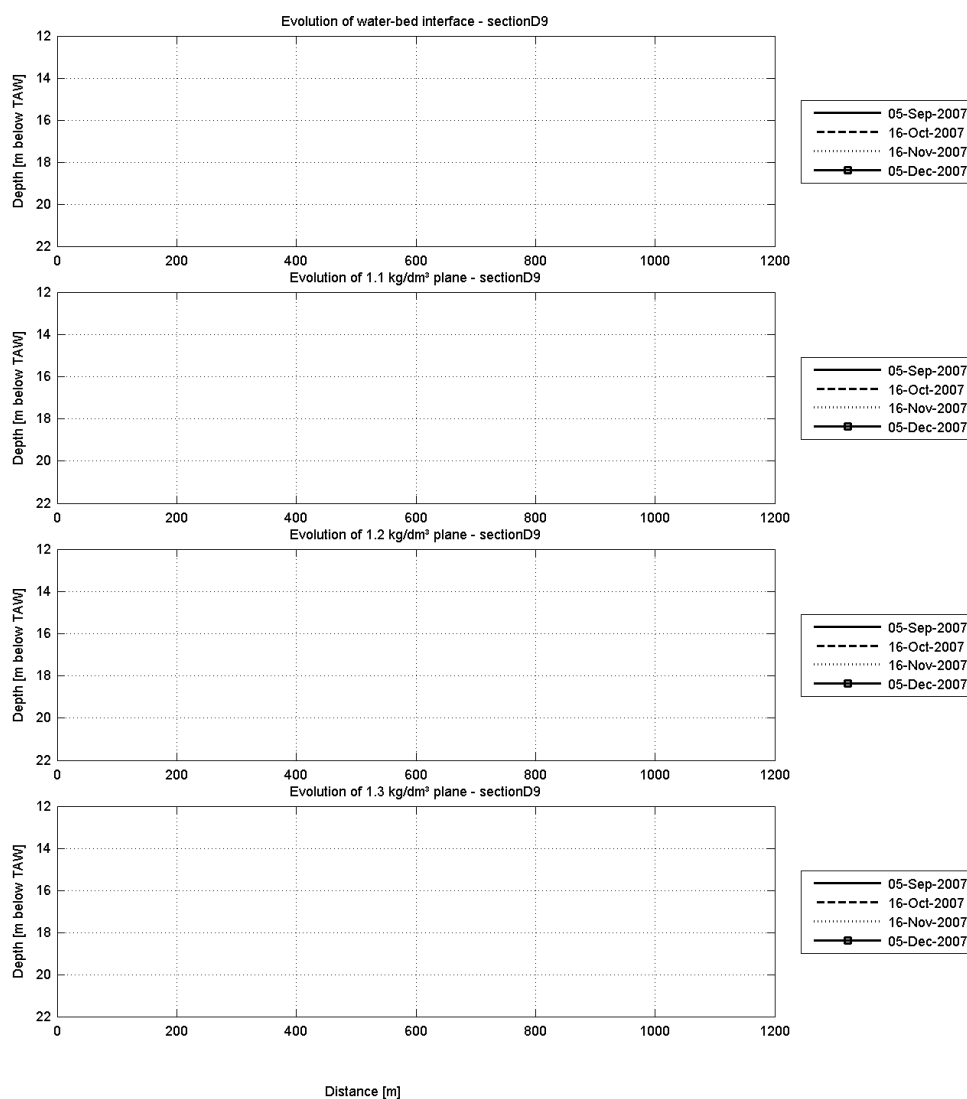 Evolution of water-bed interface - sectionD9
12
14
16
18
20
22
Depth [m below TAW]
0 200 400 600 800 1000 1200
05-Sep-2007
16-Oct-2007
16-Nov-2007
05-Dec-2007
Evolution of 1.1 kg/dm³ plane - sectionD9
12
14
16
18
20
22
Depth [m below TAW]
0 200 400 600 800 1000 1200
05-Sep-2007
16-Oct-2007
16-Nov-2007
05-Dec-2007
Evolution of 1.2 kg/dm³ plane - sectionD9
12
14
16
18
20
22
Depth [m below TAW]
0 200 400 600 800 1000 1200
05-Sep-2007
16-Oct-2007
16-Nov-2007
05-Dec-2007
Evolution of 1.3 kg/dm³ plane - sectionD9
12
14
16
18
20
22
Depth [m below TAW]
0 200 400 600 800 1000 1200
05-Sep-2007
16-Oct-2007
16-Nov-2007
05-Dec-2007
Distance [m]